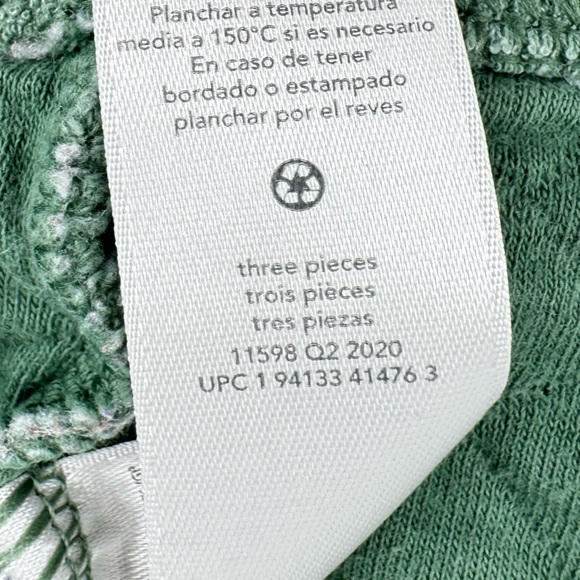 Planchar a temperatura
media a 150°C si es necesario
En caso de tener
bordado o estampado
planchar por el reves
three pieces
trois pieces
tres piezas
11598 Q2 2020
UPC 1 94133 41476 3